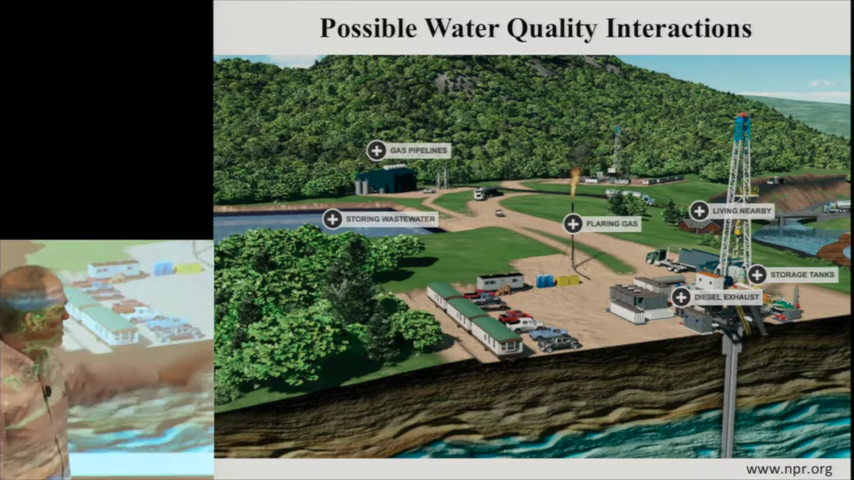 Possible Water Quality Interactions
GAS PIPELINES
STORING WASTEWATER
FLARING GAS
LIVING NEARBY
STORAGE TANKS
DIESEL EXHAUST
www.npr.org